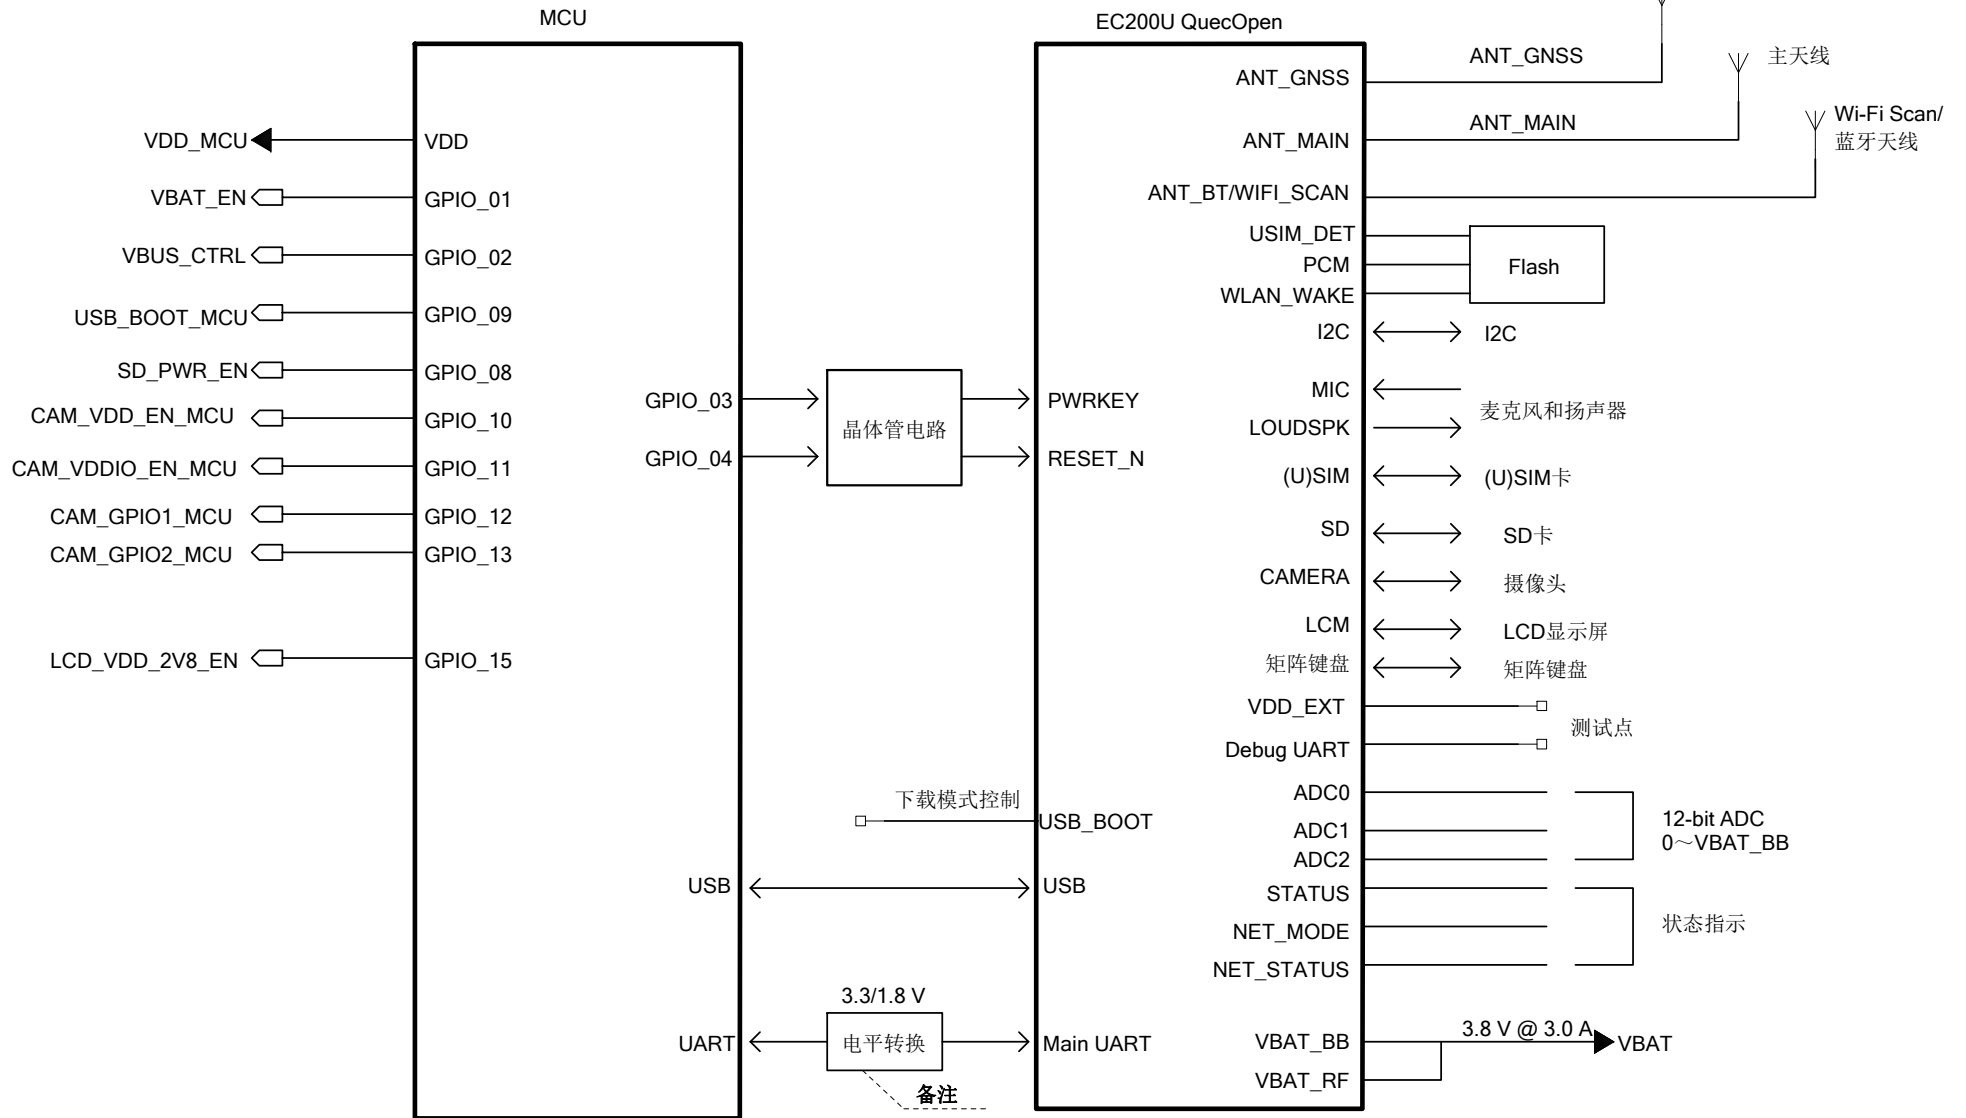 MCU
EC200U QuecOpen
VDD_MCU
VDD
VBAT_EN
GPIO_01
VBUS_CTRL
GPIO_02
USB_BOOT_MCU
GPIO_09
SD_PWR_EN
GPIO_08
CAM_VDD_EN_MCU
GPIO_10
CAM_VDDIO_EN_MCU
GPIO_11
CAM_GPIO1_MCU
GPIO_12
CAM_GPIO2_MCU
GPIO_13
LCD_VDD_2V8_EN
GPIO_15
GPIO_03
GPIO_04
晶体管电路
PWRKEY
RESET_N
下载模式控制
USB_BOOT
USB
USB
3.3/1.8 V
UART
电平转换
Main UART
备注
ANT_GNSS
ANT_GNSS
主天线
ANT_MAIN
ANT_MAIN
Wi-Fi Scan/
蓝牙天线
ANT_BT/WIFI_SCAN
USIM_DET
PCM
WLAN_WAKE
Flash
I2C
I2C
MIC
LOUDSPK
麦克风和扬声器
(U)SIM
(U)SIM卡
SD
SD卡
CAMERA
摄像头
LCM
LCD显示屏
矩阵键盘
矩阵键盘
VDD_EXT
Debug UART
测试点
ADC0
ADC1
ADC2
12-bit ADC
0～VBAT_BB
STATUS
NET_MODE
NET_STATUS
状态指示
VBAT_BB
3.8 V @ 3.0 A
VBAT
VBAT_RF